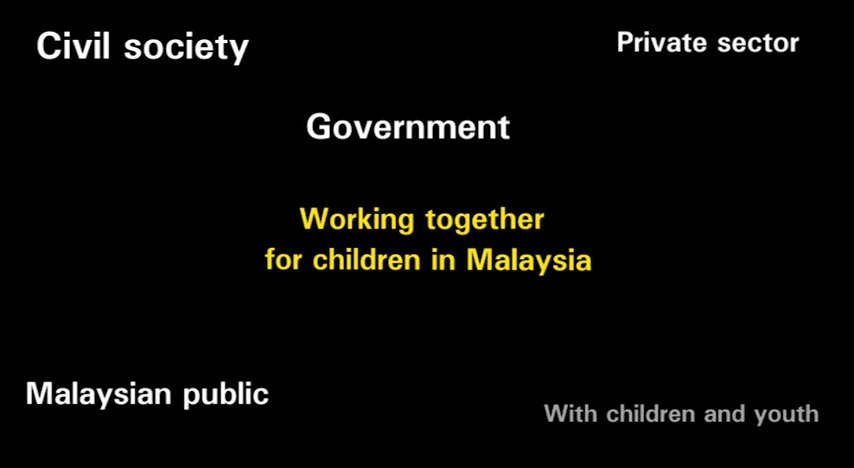 Civil society
Private sector
Government
Working together
for children in Malaysia
Malaysian public
With children and youth